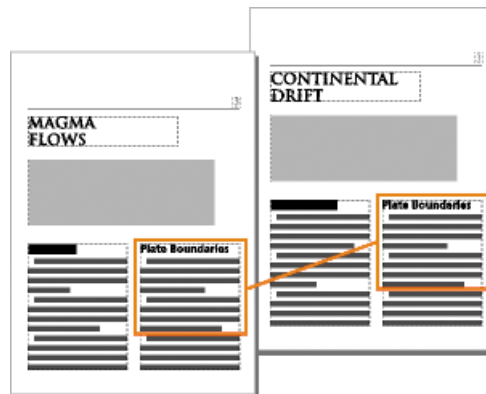 MAGMA
FLOWS
Plate Boundaries
CONTINENTAL
DRIFT
Plate Boundaries